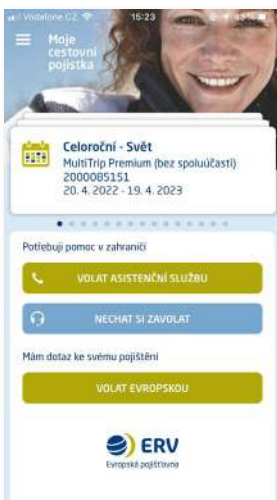 Vodafone CZ 15:23 43%
Moje
cestovní
pojistka
Celoroční - Svět
MultiTrip Premium (bez spoluúčasti)
2000085151
20. 4. 2022 - 19. 4. 2023
Potřebuji pomoc v zahraničí
VOLAT ASISTENČNÍ SLUŽBU
NECHAT SI ZAVOLAT
Mám dotaz ke svému pojištění
VOLAT EVROPSKOU
ERV
Evropská pojišťovna